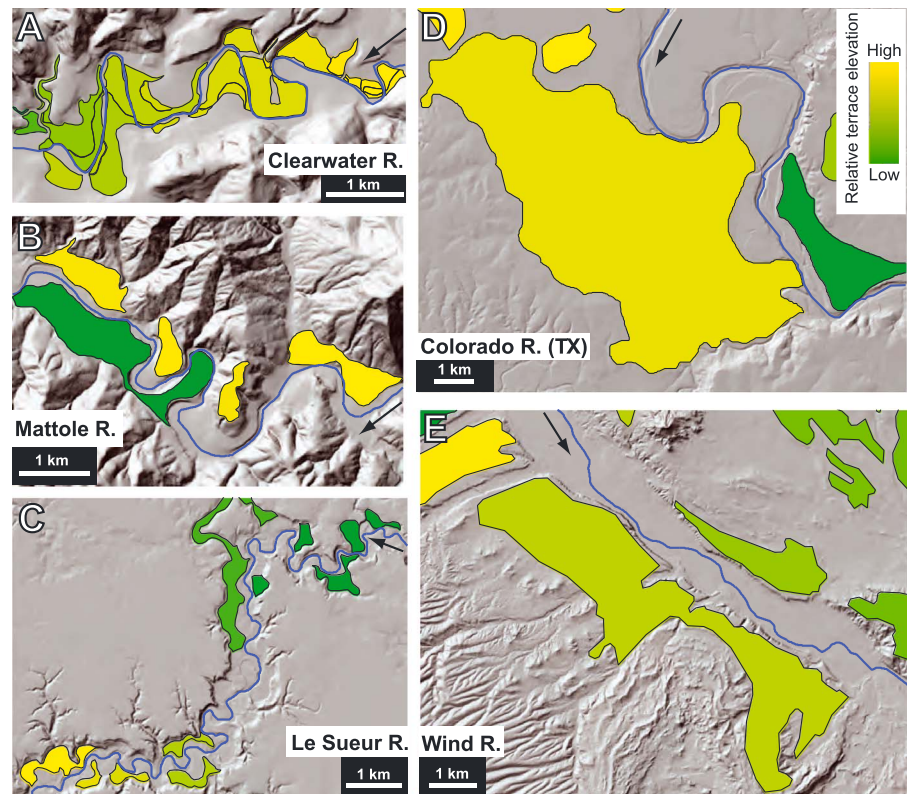 A
Clearwater R.
1 km
B
Mattole R.
1 km
C
Le Sueur R.
1 km
D
Colorado R. (TX)
1 km
Relative terrace elevation
High
Low
E
Wind R.
1 km